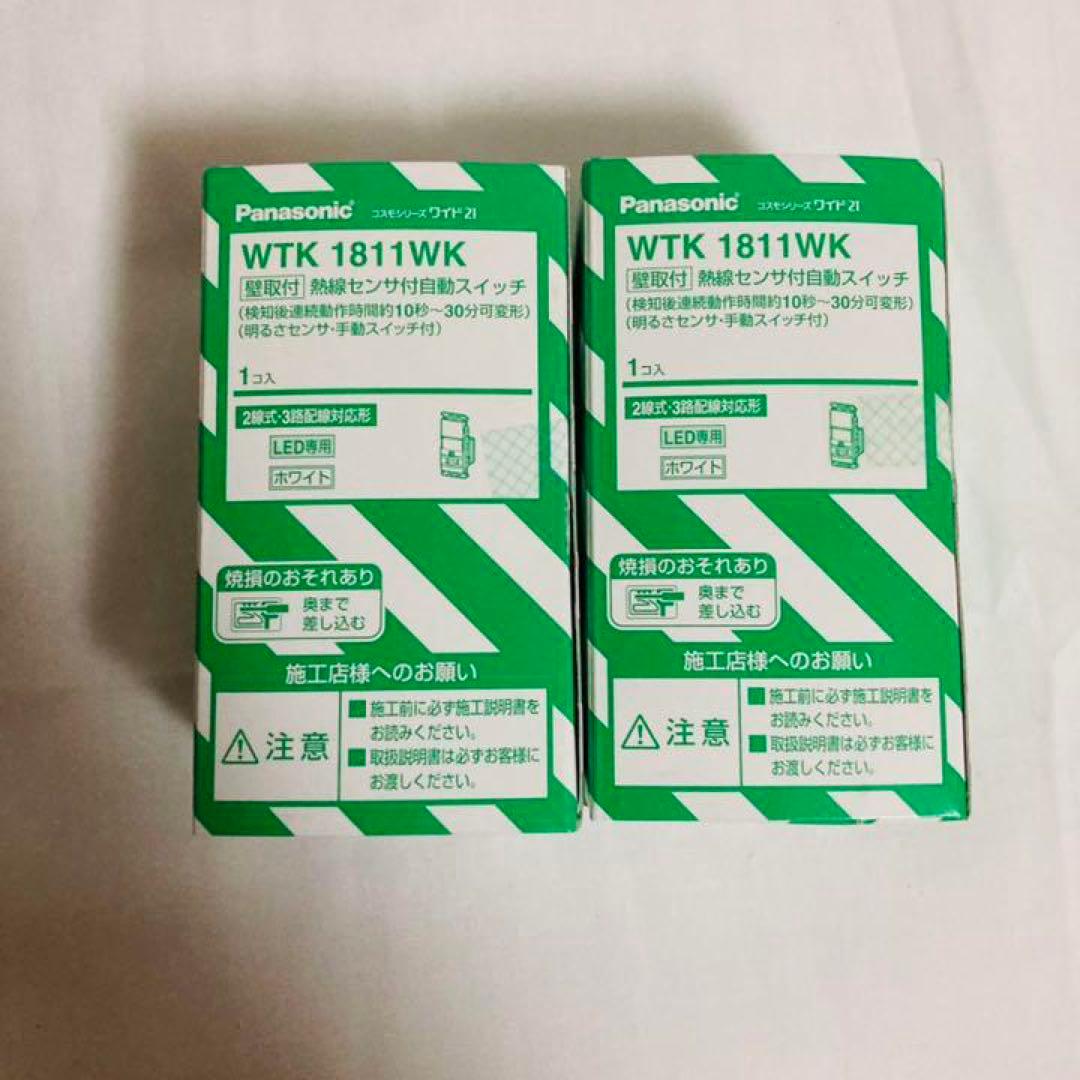 Panasonic® コスモシリーズ ワイド21
WTK 1811WK
壁取付 熱線センサ付自動スイッチ
(検知後連続動作時間約10秒〜30分可変形)
(明るさセンサ・手動スイッチ付)
1コ入
2線式・3路配線対応形
LED専用
ホワイト
焼損のおそれあり
奥まで
差し込む
施工店様へのお願い
注意
■施工前に必ず施工説明書を
お読みください。
■取扱説明書は必ずお客様に
お渡しください。
Panasonic® コスモシリーズ ワイド21
WTK 1811WK
壁取付 熱線センサ付自動スイッチ
(検知後連続動作時間約10秒〜30分可変形)
(明るさセンサ・手動スイッチ付)
1コ入
2線式・3路配線対応形
LED専用
ホワイト
焼損のおそれあり
奥まで
差し込む
施工店様へのお願い
注意
■施工前に必ず施工説明書を
お読みください。
■取扱説明書は必ずお客様に
お渡しください。